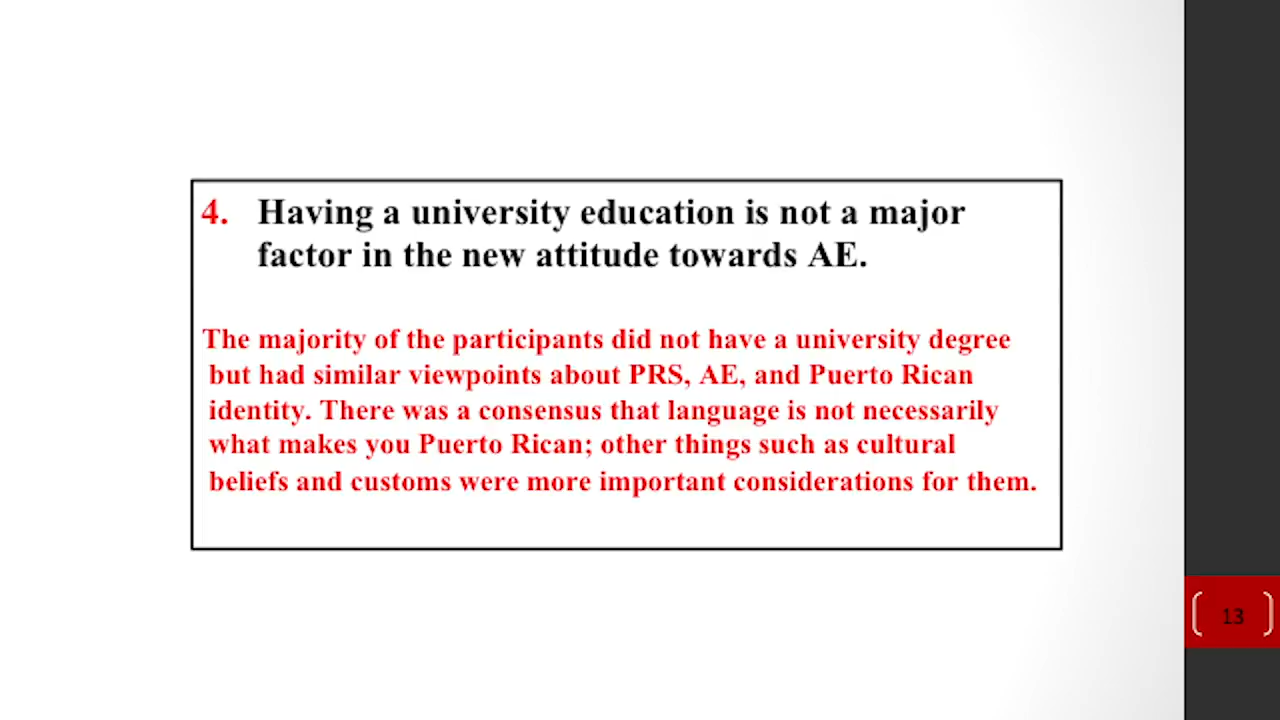 4. Having a university education is not a major
factor in the new attitude towards AE.
The majority of the participants did not have a university degree
but had similar viewpoints about PRS, AE, and Puerto Rican
identity. There was a consensus that language is not necessarily
what makes you Puerto Rican; other things such as cultural
beliefs and customs were more important considerations for them.
13